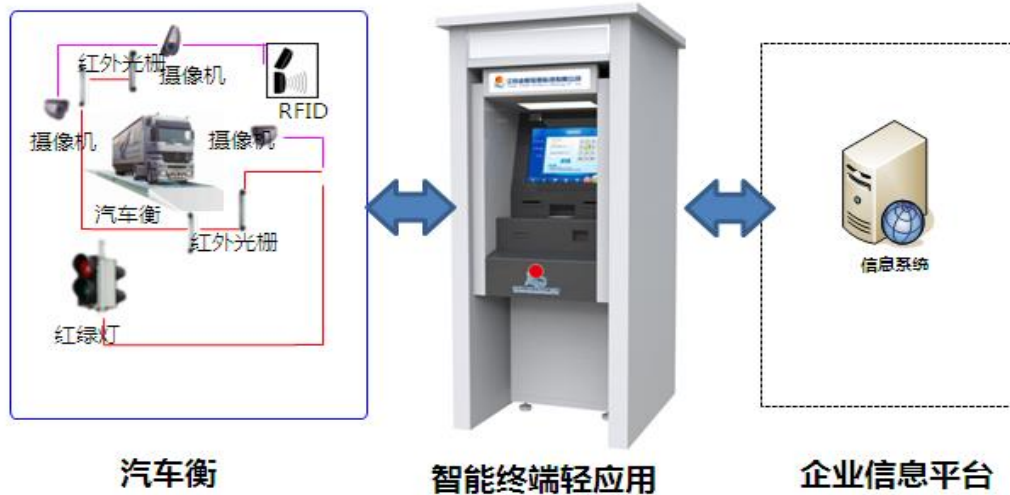 红外光栅
摄像机
RFID
摄像机
摄像机
汽车衡
红外光栅
红绿灯
信息系统
汽车衡
智能终端轻应用
企业信息平台